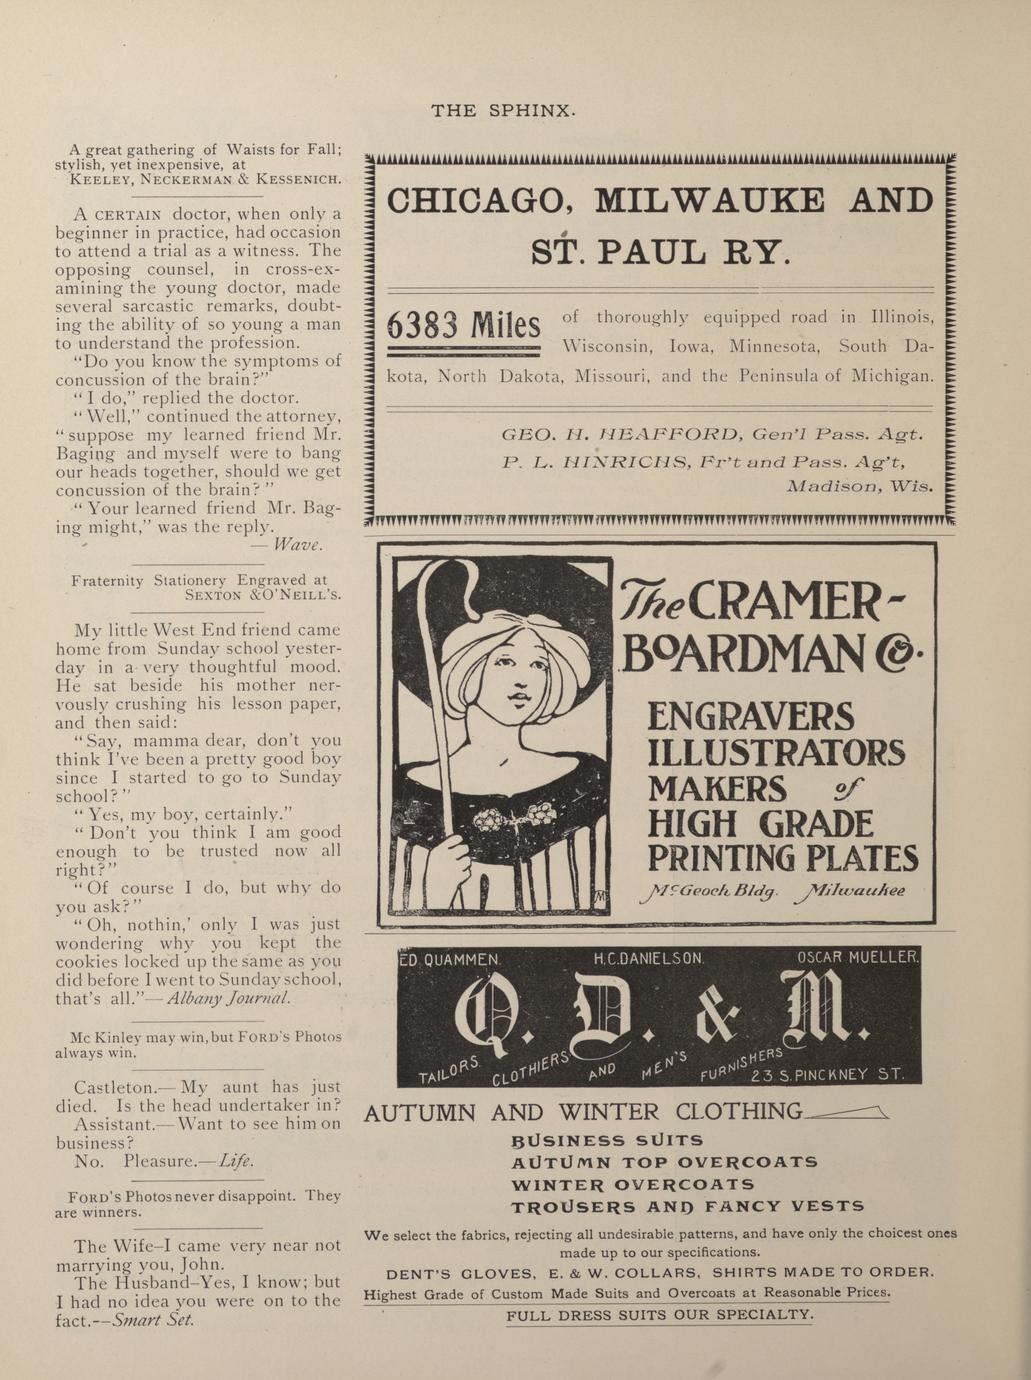 THE SPHINX.
A great gathering of Waists for Fall;
stylish, yet inexpensive, at
KEELEY, NECKERMAN & KESSENICH.
A CERTAIN doctor, when only a
beginner in practice, had occasion
to attend a trial as a witness. The
opposing counsel, in cross-ex-
amining the young doctor, made
several sarcastic remarks, doubt-
ing the ability of so young a man
to understand the profession.
"Do you know the symptoms of
concussion of the brain?"
"I do," replied the doctor.
"Well," continued the attorney,
"suppose my learned friend Mr.
Baging and myself were to bang
our heads together, should we get
concussion of the brain?"
"Your learned friend Mr. Bag-
ing might," was the reply.
— Wave.
Fraternity Stationery Engraved at
SEXTON &O'NEILL'S.
My little West End friend came
home from Sunday school yester-
day in a very thoughtful mood.
He sat beside his mother ner-
vously crushing his lesson paper,
and then said:
"Say, mamma dear, don't you
think I've been a pretty good boy
since I started to go to Sunday
school?"
"Yes, my boy, certainly."
"Don't you think I am good
enough to be trusted now all
right?"
"Of course I do, but why do
you ask?"
"Oh, nothin,' only I was just
wondering why you kept the
cookies locked up the same as you
did before I went to Sunday school,
that's all."—Albany Journal.
Mc Kinley may win, but FORD'S Photos
always win.
Castleton.—My aunt has just
died. Is the head undertaker in?
Assistant.—Want to see him on
business?
No. Pleasure.—Life.
FORD'S Photos never disappoint. They
are winners.
The Wife—I came very near not
marrying you, John.
The Husband—Yes, I know; but
I had no idea you were on to the
fact.--Smart Set.
CHICAGO, MILWAUKE AND
ST. PAUL RY.
6383 Miles of thoroughly equipped road in Illinois,
Wisconsin, Iowa, Minnesota, South Da-
kota, North Dakota, Missouri, and the Peninsula of Michigan.
GEO. H. HEAFFORD, Gen'l Pass. Agt.
P. L. HINRICHS, Fr't and Pass. Ag't,
Madison, Wis.
The CRAMER-
BOARDMAN Co.
ENGRAVERS
ILLUSTRATORS
MAKERS of
HIGH GRADE
PRINTING PLATES
McGeoch Bldg. Milwaukee
ED. QUAMMEN. H.C.DANIELSON. OSCAR MUELLER.
Q. D. & M.
TAILORS CLOTHIERS AND MEN'S FURNISHERS
23 S. PINCKNEY ST.
AUTUMN AND WINTER CLOTHING
BUSINESS SUITS
AUTUMN TOP OVERCOATS
WINTER OVERCOATS
TROUSERS AND FANCY VESTS
We select the fabrics, rejecting all undesirable patterns, and have only the choicest ones
made up to our specifications.
DENT'S GLOVES, E. & W. COLLARS, SHIRTS MADE TO ORDER.
Highest Grade of Custom Made Suits and Overcoats at Reasonable Prices.
FULL DRESS SUITS OUR SPECIALTY.